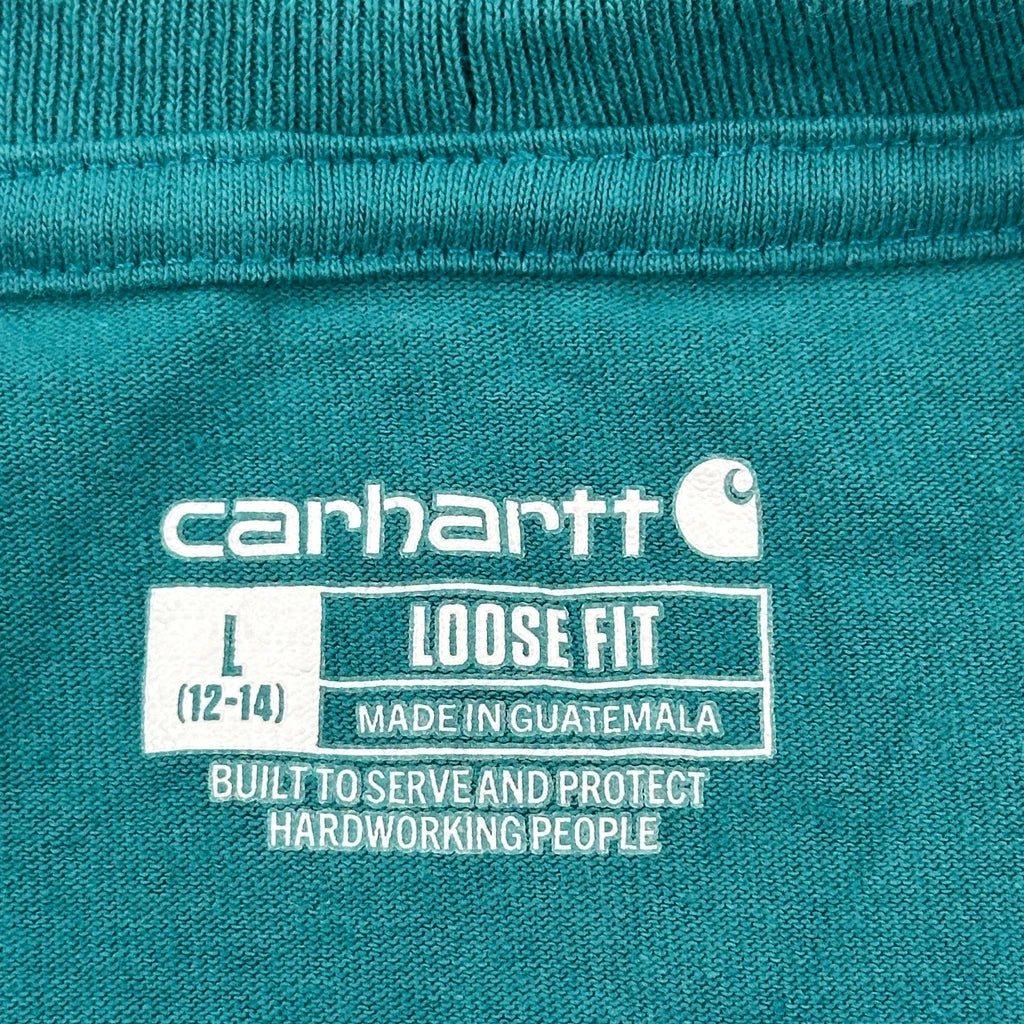 carhartt
L
(12-14)
LOOSE FIT
MADE IN GUATEMALA
BUILT TO SERVE AND PROTECT
HARDWORKING PEOPLE